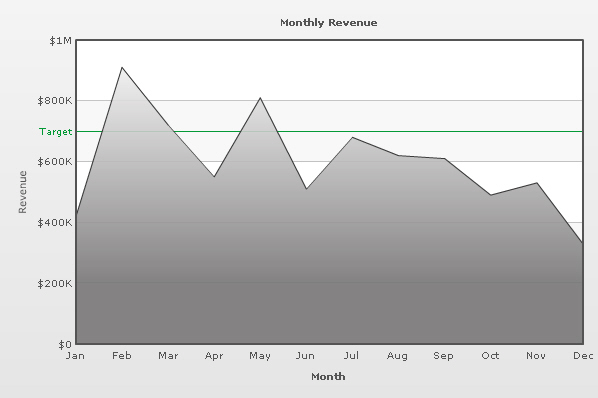 Monthly Revenue
$1M
$800K
Target
$600K
$400K
$200K
$0
Revenue
Jan Feb Mar Apr May Jun Jul Aug Sep Oct Nov Dec
Month